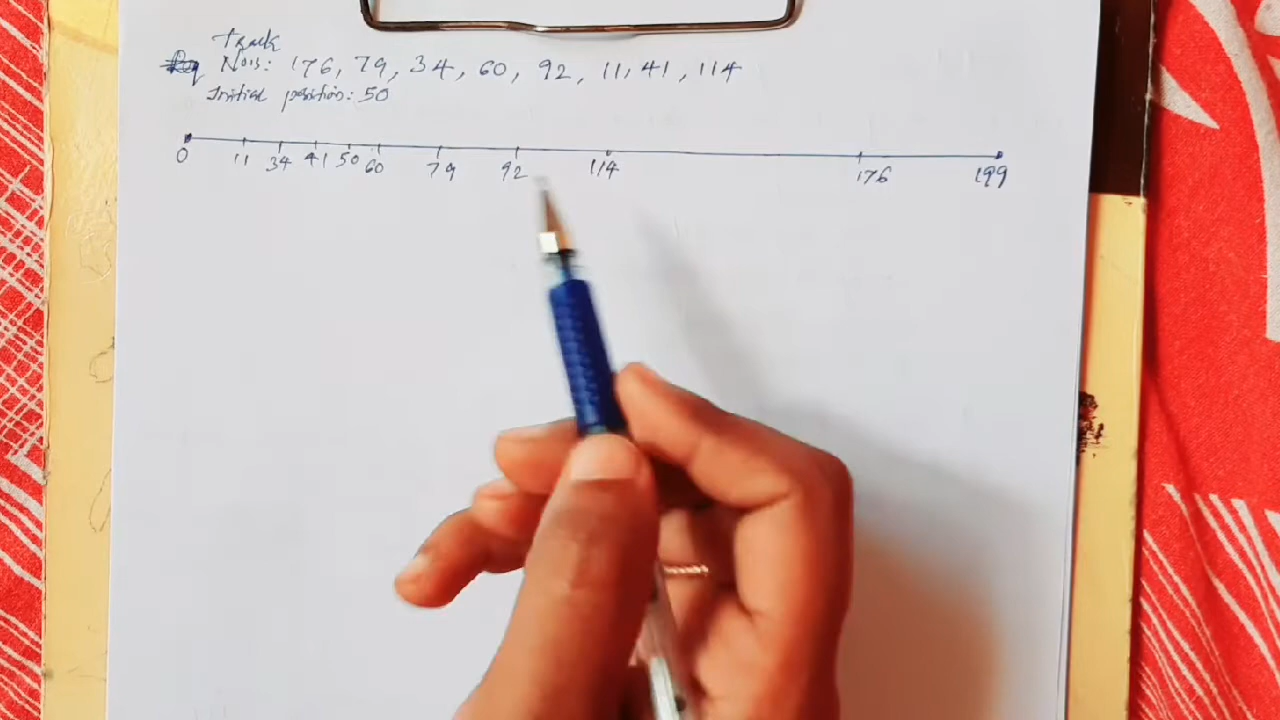 Track
Nos: 176, 79, 34, 60, 92, 11, 41, 114
Initial position: 50
0 11 34 41 50 60 79 92 114 176 199